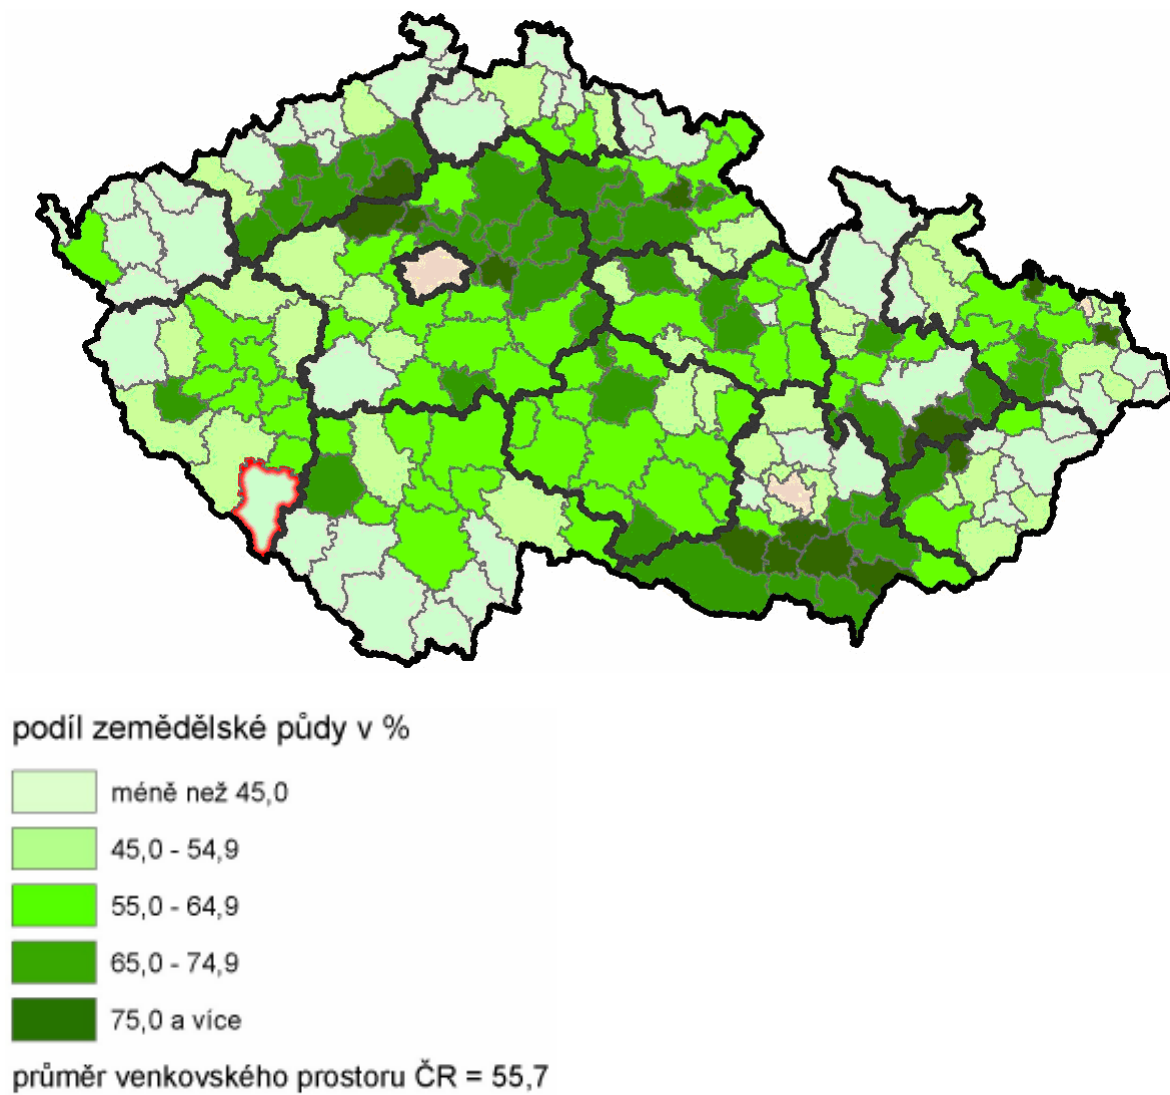 podíl zemědělské půdy v %
méně než 45,0
45,0 - 54,9
55,0 - 64,9
65,0 - 74,9
75,0 a více
průměr venkovského prostoru ČR = 55,7